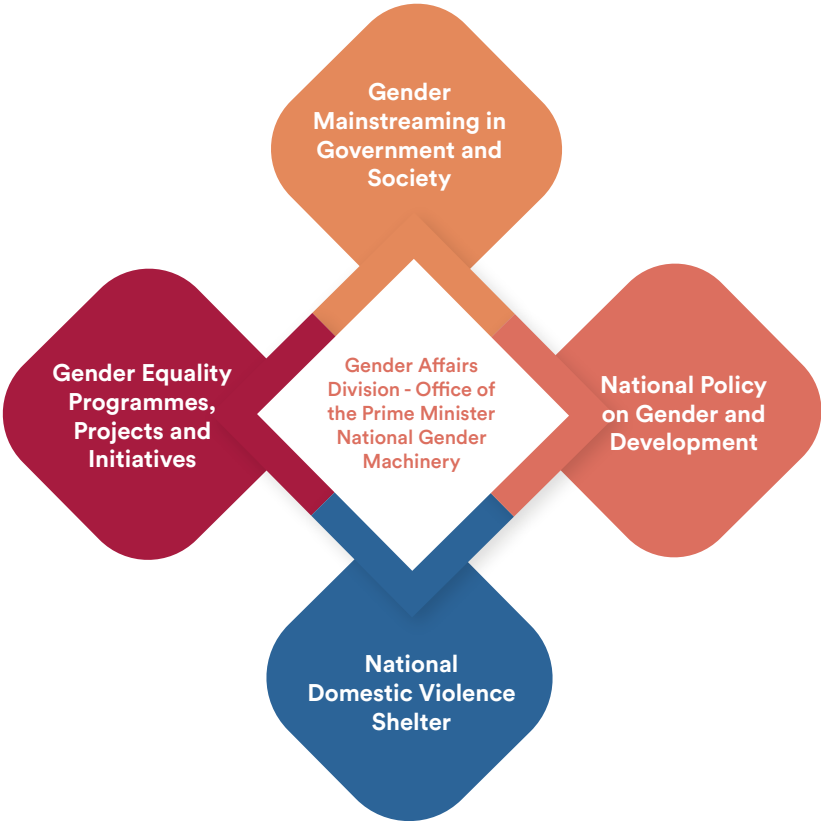 Gender
Mainstreaming in
Government and
Society
Gender Equality
Programmes,
Projects and
Initiatives
Gender Affairs
Division - Office of
the Prime Minister
National Gender
Machinery
National Policy
on Gender and
Development
National
Domestic Violence
Shelter